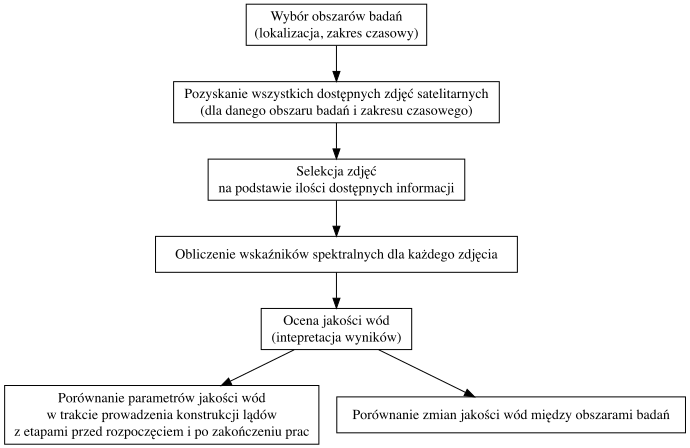 Wybór obszarów badań
(lokalizacja, zakres czasowy)
Pozyskanie wszystkich dostępnych zdjęć satelitarnych
(dla danego obszaru badań i zakresu czasowego)
Selekcja zdjęć
na podstawie ilości dostępnych informacji
Obliczenie wskaźników spektralnych dla każdego zdjęcia
Ocena jakości wód
(intepretacja wyników)
Porównanie parametrów jakości wód
w trakcie prowadzenia konstrukcji lądów
z etapami przed rozpoczęciem i po zakończeniu prac
Porównanie zmian jakości wód między obszarami badań